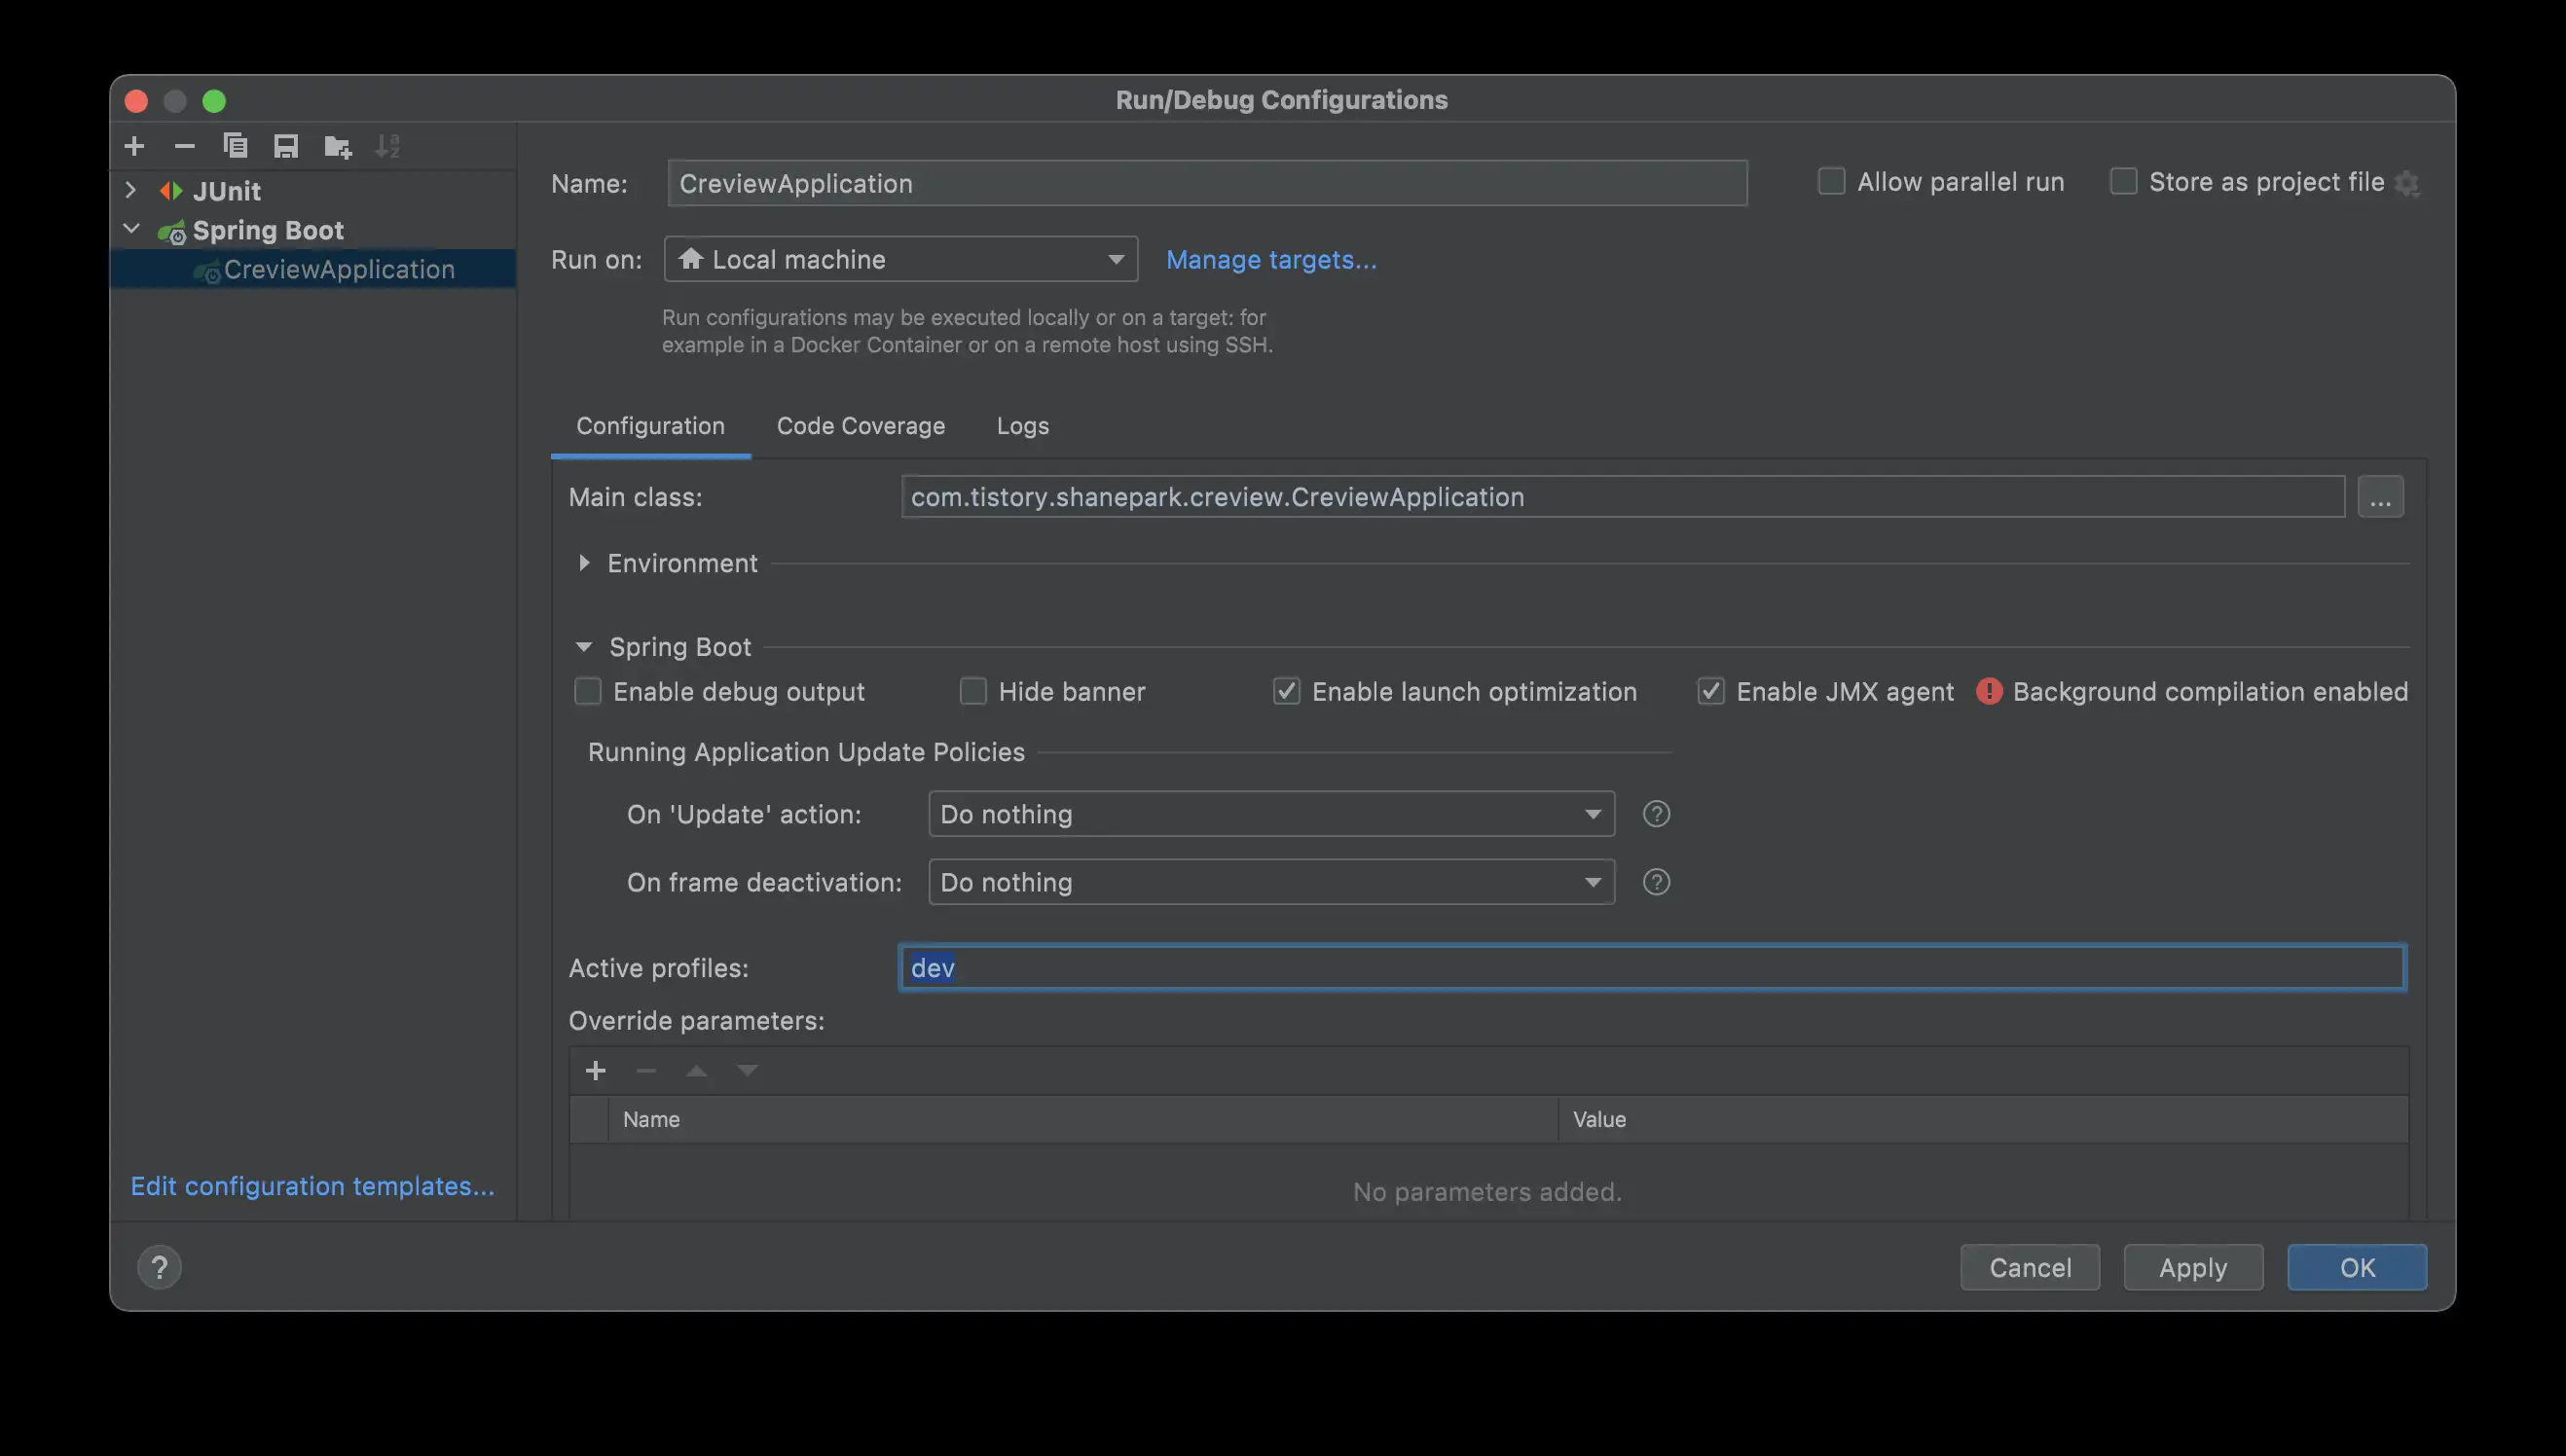 Run/Debug Configurations
JUnit
Spring Boot
CreviewApplication
Edit configuration templates...
Name: CreviewApplication
Allow parallel run
Store as project file
Run on: Local machine Manage targets...
Run configurations may be executed locally or on a target: for
example in a Docker Container or on a remote host using SSH.
Configuration Code Coverage Logs
Main class: com.tistory.shanepark.creview.CreviewApplication ...
Environment
Spring Boot
Enable debug output Hide banner Enable launch optimization Enable JMX agent ! Background compilation enabled
Running Application Update Policies
On 'Update' action: Do nothing ?
On frame deactivation: Do nothing ?
Active profiles: dev
Override parameters:
Name Value
No parameters added.
? Cancel Apply OK